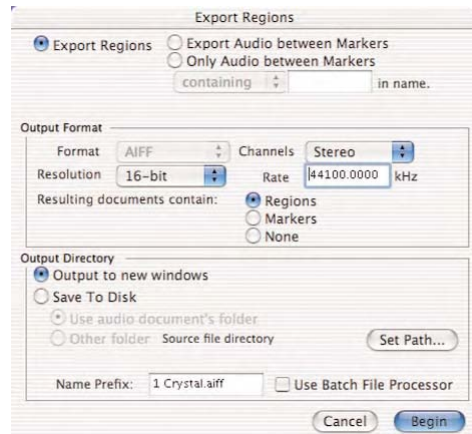 Export Regions
Export Regions
Export Audio between Markers
Only Audio between Markers
containing in name.
Output Format
Format AIFF Channels Stereo
Resolution 16-bit Rate 44100.0000 kHz
Resulting documents contain: Regions
Markers
None
Output Directory
Output to new windows
Save To Disk
Use audio document's folder
Other folder Source file directory Set Path...
Name Prefix: 1 Crystal.aiff Use Batch File Processor
Cancel Begin